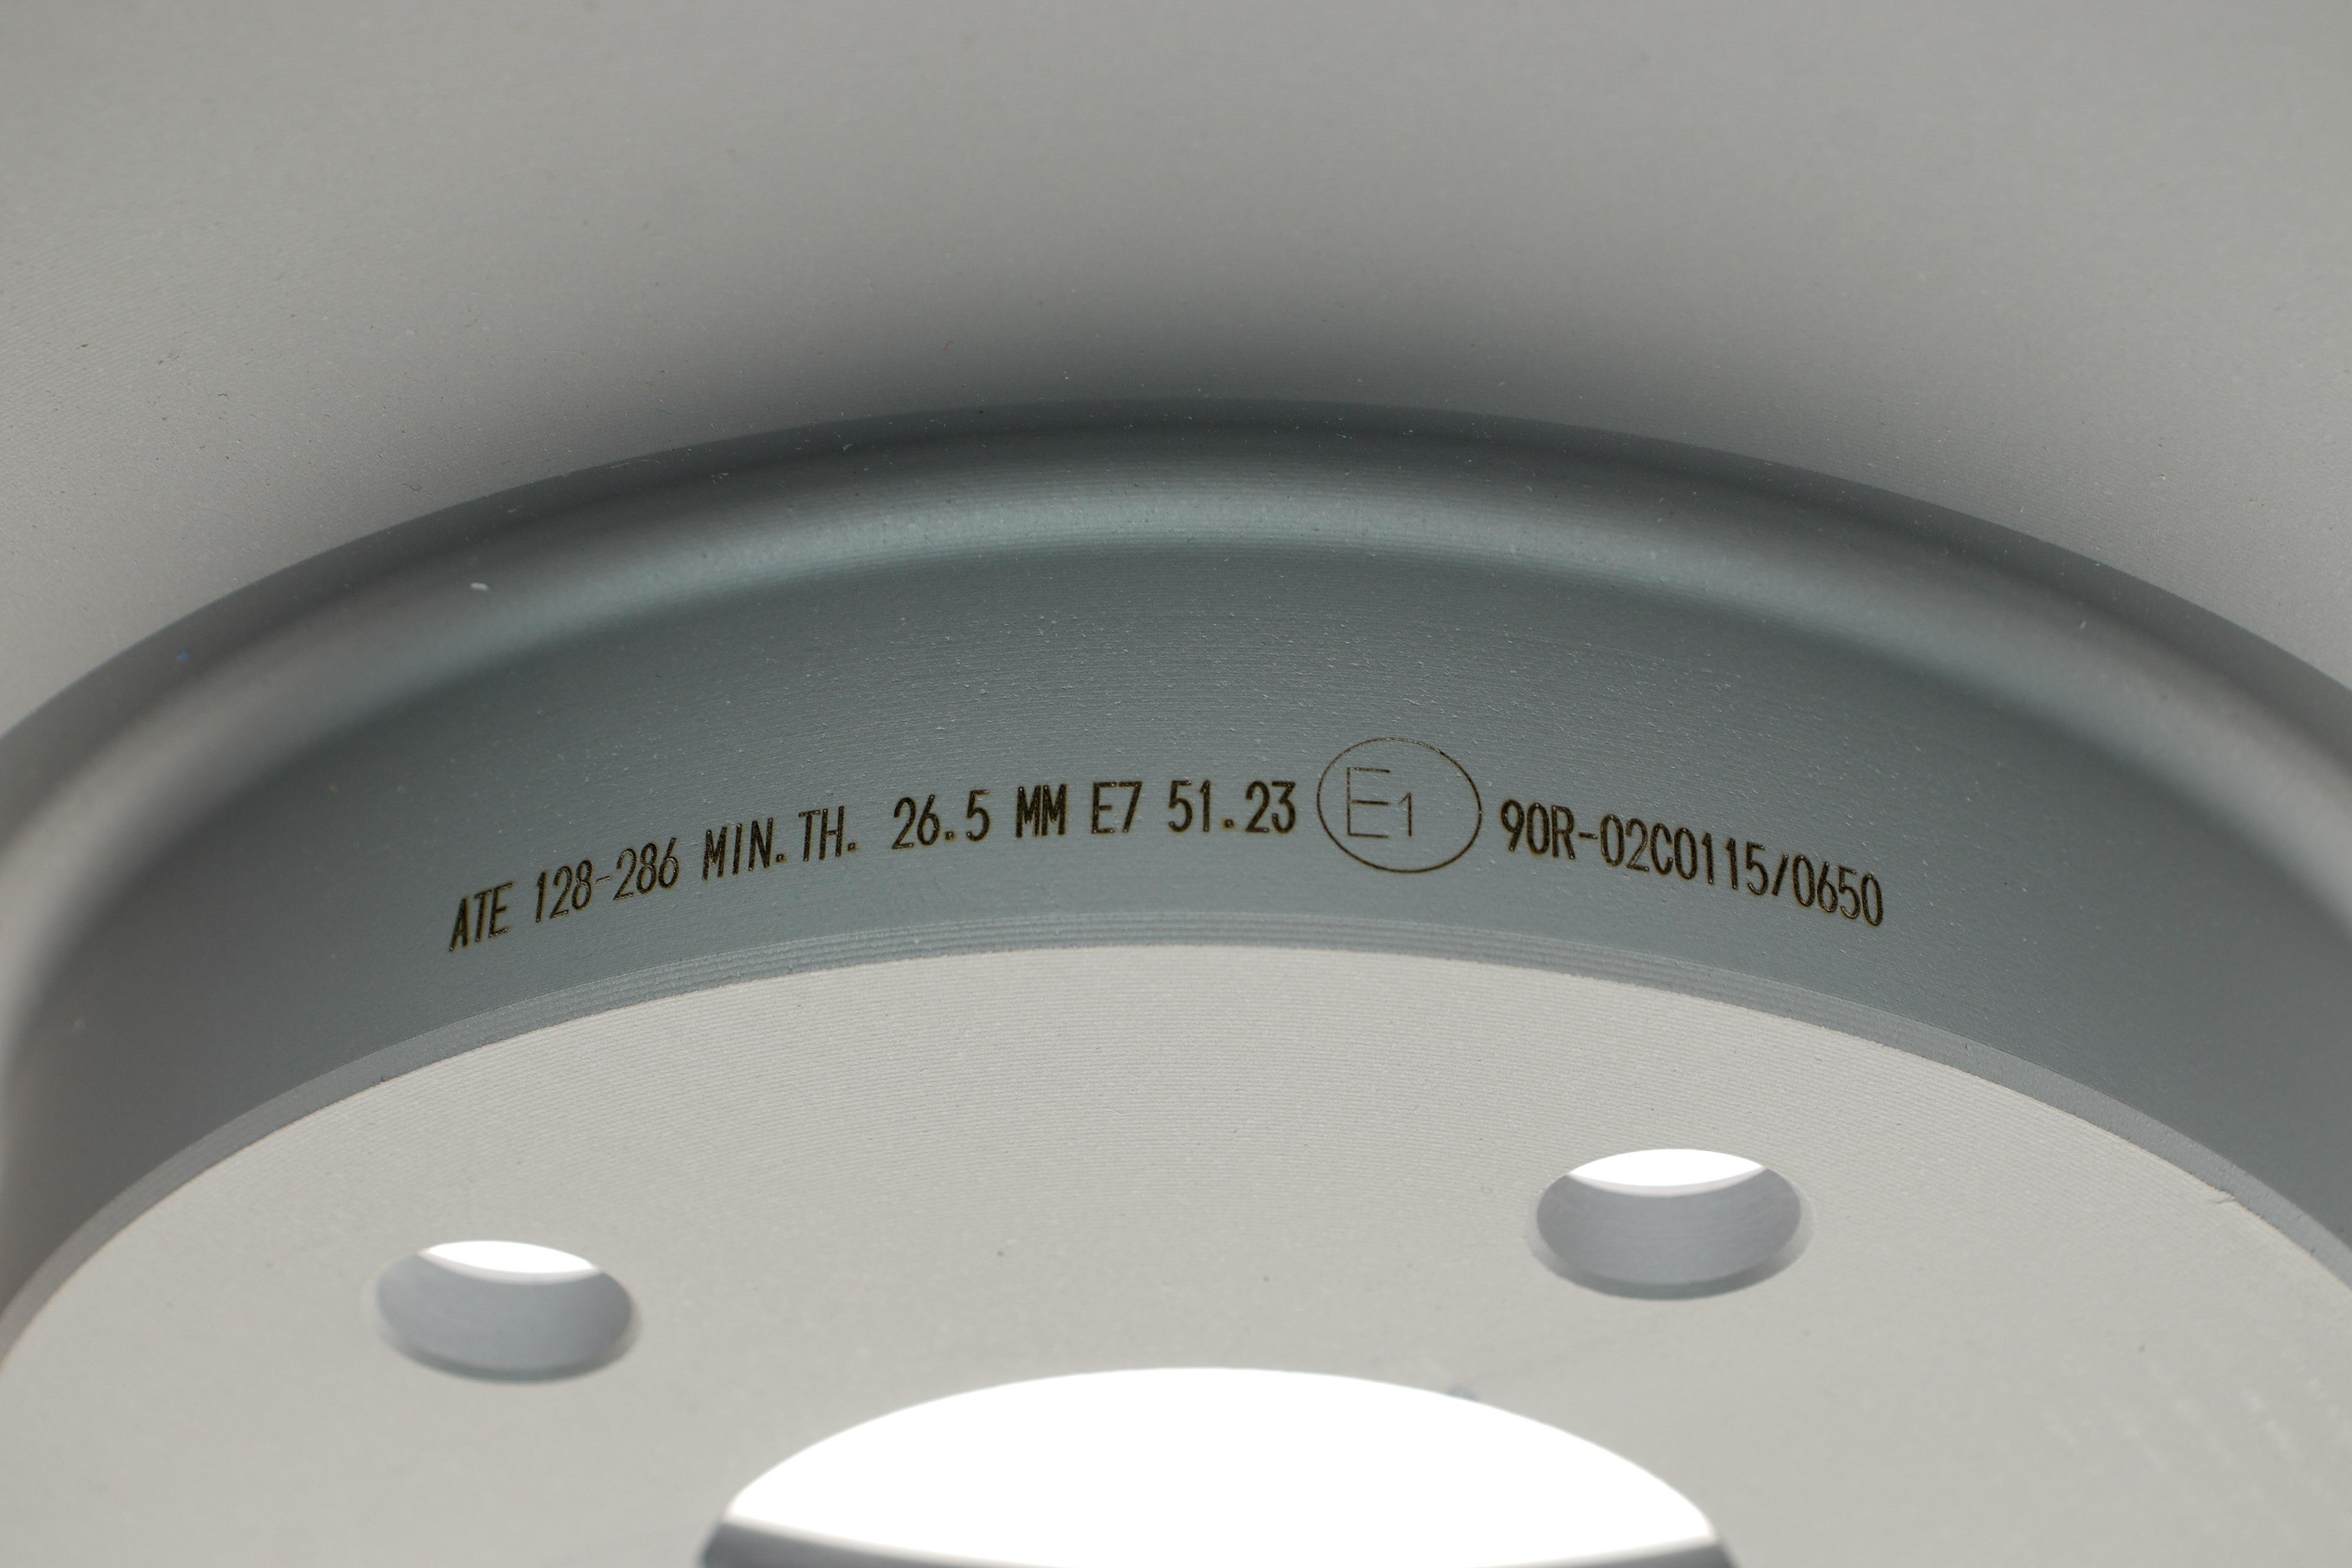 ATE 128-286 MIN.TH. 26.5 MM E7 51.23 E1 90R-02C0115/0650